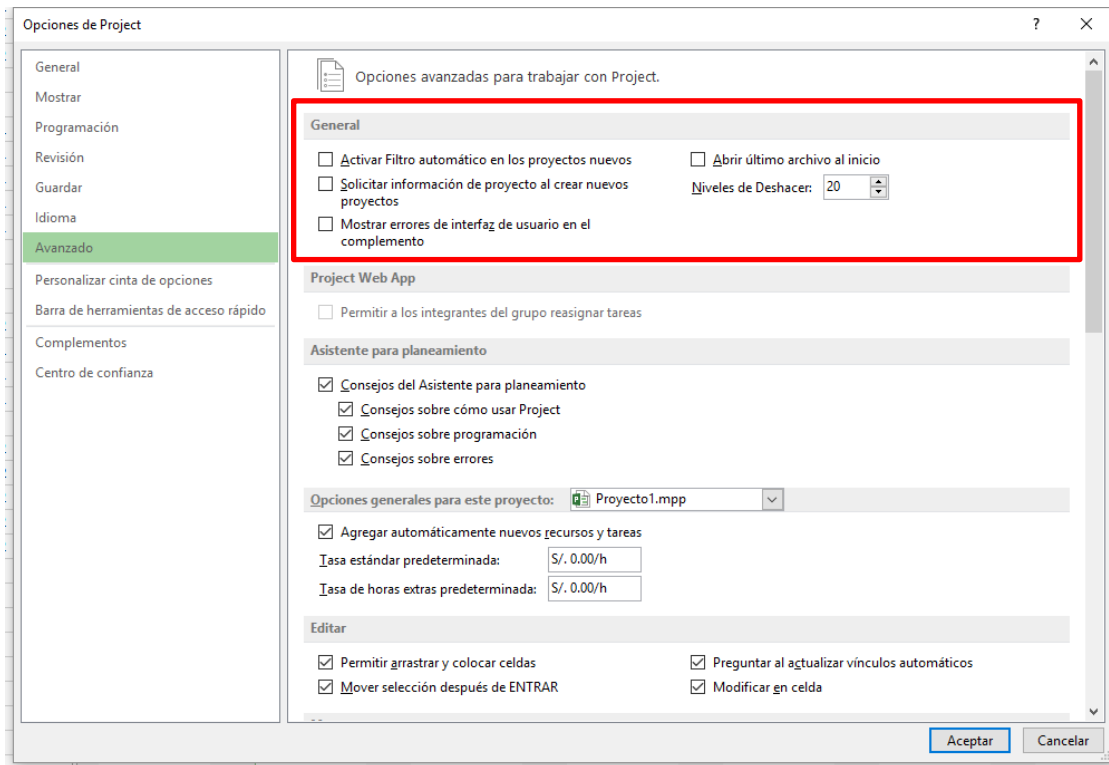 Opciones de Project
?
General
Mostrar
Programación
Revisión
Guardar
Idioma
Avanzado
Personalizar cinta de opciones
Barra de herramientas de acceso rápido
Complementos
Centro de confianza
Opciones avanzadas para trabajar con Project.
General
Activar Filtro automático en los proyectos nuevos
Abrir último archivo al inicio
Solicitar información de proyecto al crear nuevos
proyectos
Niveles de Deshacer: 20
Mostrar errores de interfaz de usuario en el
complemento
Project Web App
Permitir a los integrantes del grupo reasignar tareas
Asistente para planeamiento
Consejos del Asistente para planeamiento
Consejos sobre cómo usar Project
Consejos sobre programación
Consejos sobre errores
Opciones generales para este proyecto: Proyecto1.mpp
Agregar automáticamente nuevos recursos y tareas
Tasa estándar predeterminada: S/. 0.00/h
Tasa de horas extras predeterminada: S/. 0.00/h
Editar
Permitir arrastrar y colocar celdas
Preguntar al actualizar vínculos automáticos
Mover selección después de ENTRAR
Modificar en celda
Aceptar
Cancelar